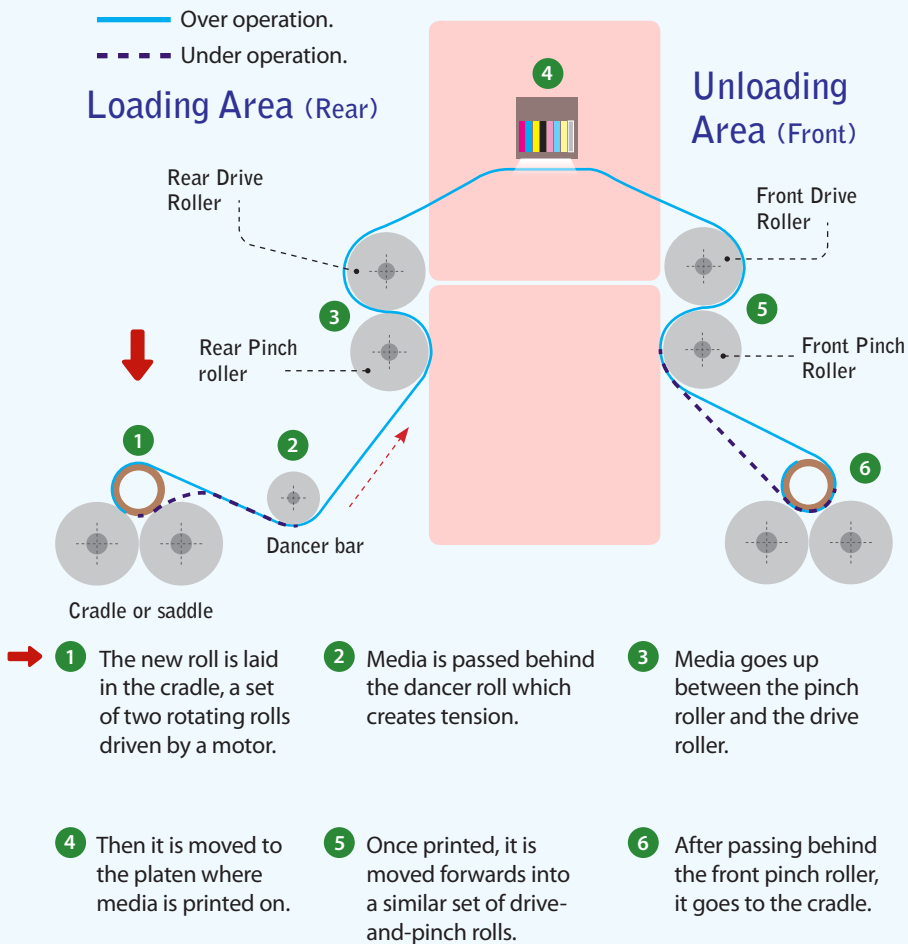 Over operation.
Under operation.
Loading Area (Rear)
4
Unloading
Area (Front)
Rear Drive
Roller
Front Drive
Roller
3
5
Rear Pinch
roller
Front Pinch
Roller
1
2
6
Dancer bar
Cradle or saddle
1 The new roll is laid
in the cradle, a set
of two rotating rolls
driven by a motor.
2 Media is passed behind
the dancer roll which
creates tension.
3 Media goes up
between the pinch
roller and the drive
roller.
4 Then it is moved to
the platen where
media is printed on.
5 Once printed, it is
moved forwards into
a similar set of drive-
and-pinch rolls.
6 After passing behind
the front pinch roller,
it goes to the cradle.